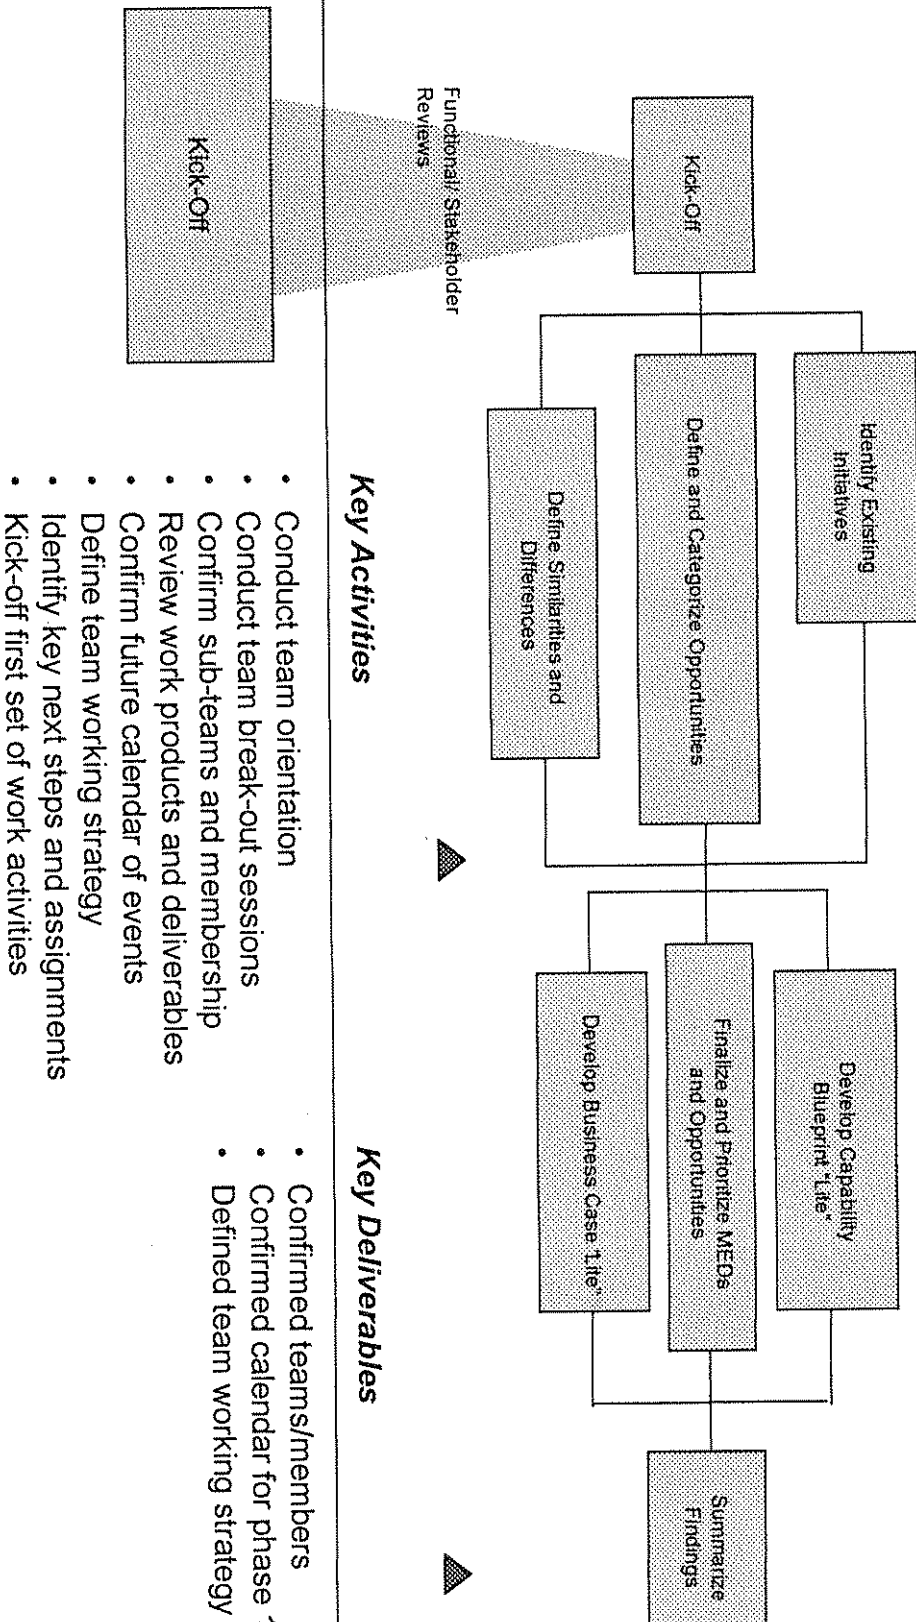 Kick-Off
Identify Existing
Initiatives
Define and Categorize Opportunities
Define Similarities and
Differences
Develop Capability
Blueprint "Lite"
Finalize and Prioritize MEDs
and Opportunities
Develop Business Case "Lite"
Summarize
Findings
Functional/ Stakeholder
Reviews
Kick-Off
Key Activities
• Conduct team orientation
• Conduct team break-out sessions
• Confirm sub-teams and membership
• Review work products and deliverables
• Confirm future calendar of events
• Define team working strategy
• Identify key next steps and assignments
• Kick-off first set of work activities
Key Deliverables
• Confirmed teams/members
• Confirmed calendar for phase
• Defined team working strategy